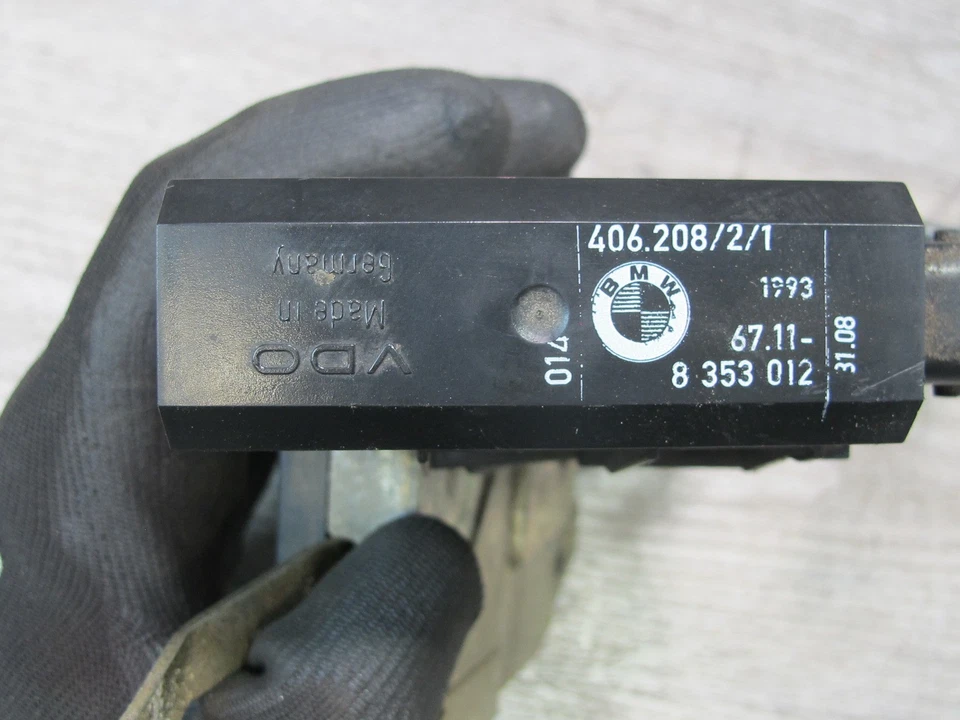 406.208/2/1
BMW
1993
67.11-
8 353 012
31.08
014
VDO
Made in
Germany